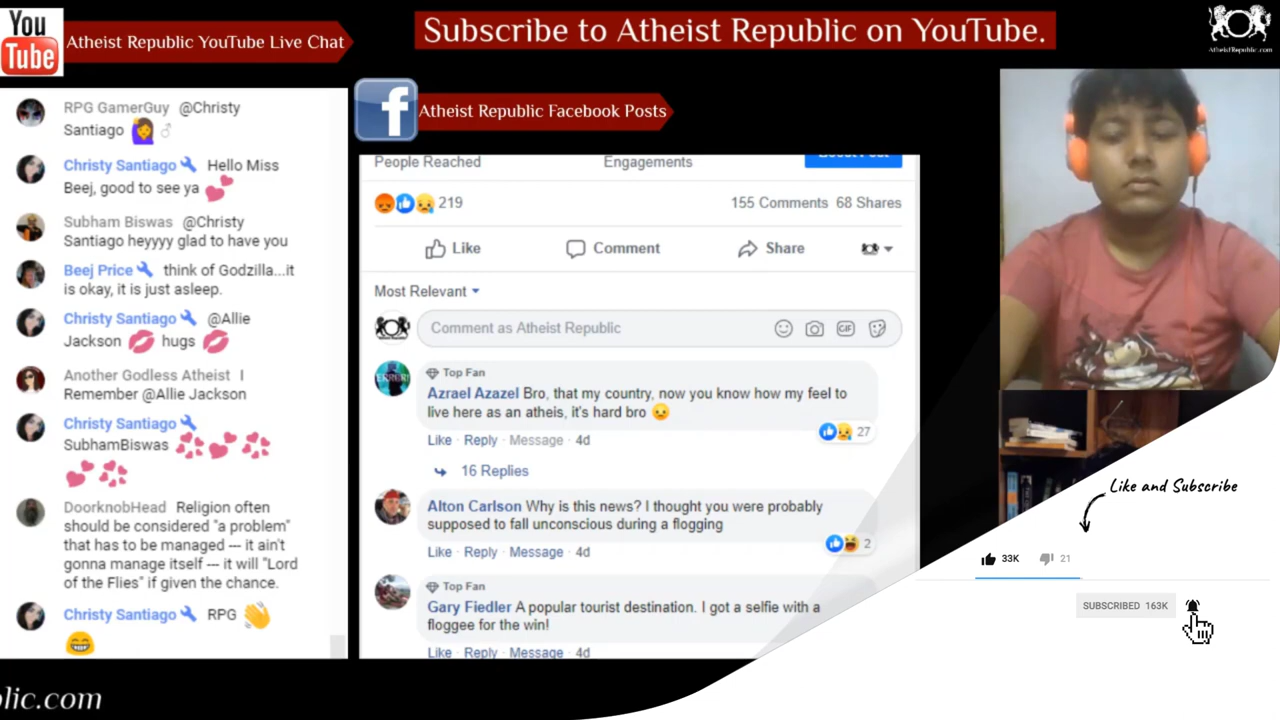 You
Tube
Atheist Republic YouTube Live Chat
Subscribe to Atheist Republic on YouTube.
AtheistRepublic.com
Atheist Republic Facebook Posts
RPG GamerGuy @Christy
Santiago 🙋‍♀️ ♂
Christy Santiago Hello Miss
Beej, good to see ya 💕
Subham Biswas @Christy
Santiago heyyyy glad to have you
Beej Price think of Godzilla...it
is okay, it is just asleep.
Christy Santiago @Allie
Jackson 💋 hugs 💋
Another Godless Atheist I
Remember @Allie Jackson
Christy Santiago
SubhamBiswas 💞 💕 💞
💕 💞
DoorknobHead Religion often
should be considered "a problem"
that has to be managed --- it ain't
gonna manage itself --- it will "Lord
of the Flies" if given the chance.
Christy Santiago RPG 👋
😁
People Reached
Engagements
Boost Post
219
155 Comments 68 Shares
Like
Comment
Share
Most Relevant
Comment as Atheist Republic
GIF
Top Fan
Azrael Azazel Bro, that my country, now you know how my feel to
live here as an atheis, it's hard bro 😟
Like · Reply · Message · 4d
27
16 Replies
Alton Carlson Why is this news? I thought you were probably
supposed to fall unconscious during a flogging
Like · Reply · Message · 4d
2
Top Fan
Gary Fiedler A popular tourist destination. I got a selfie with a
floggee for the win!
Like · Reply · Message · 4d
Like and Subscribe
33K
21
SUBSCRIBED 163K
blic.com